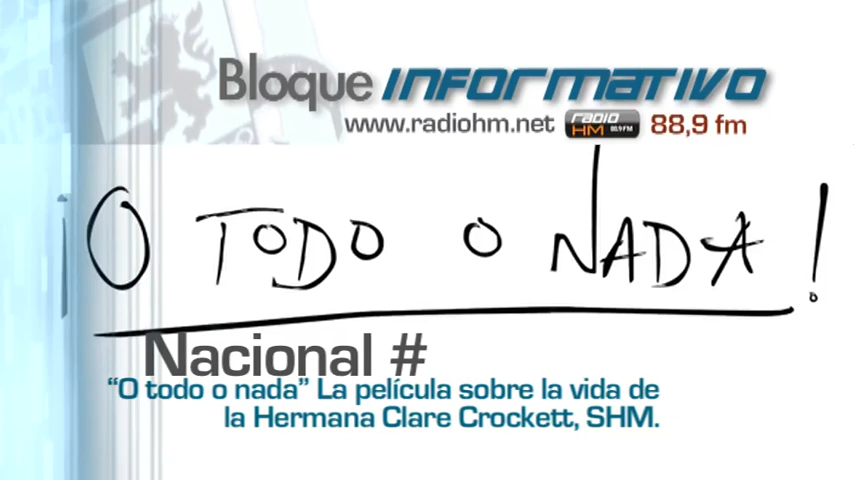 Bloque INFORMATIVO
www.radiohm.net RADIO HM 88,9 FM 88,9 fm
O TODO O NADA!
Nacional #
“O todo o nada” La película sobre la vida de
la Hermana Clare Crockett, SHM.